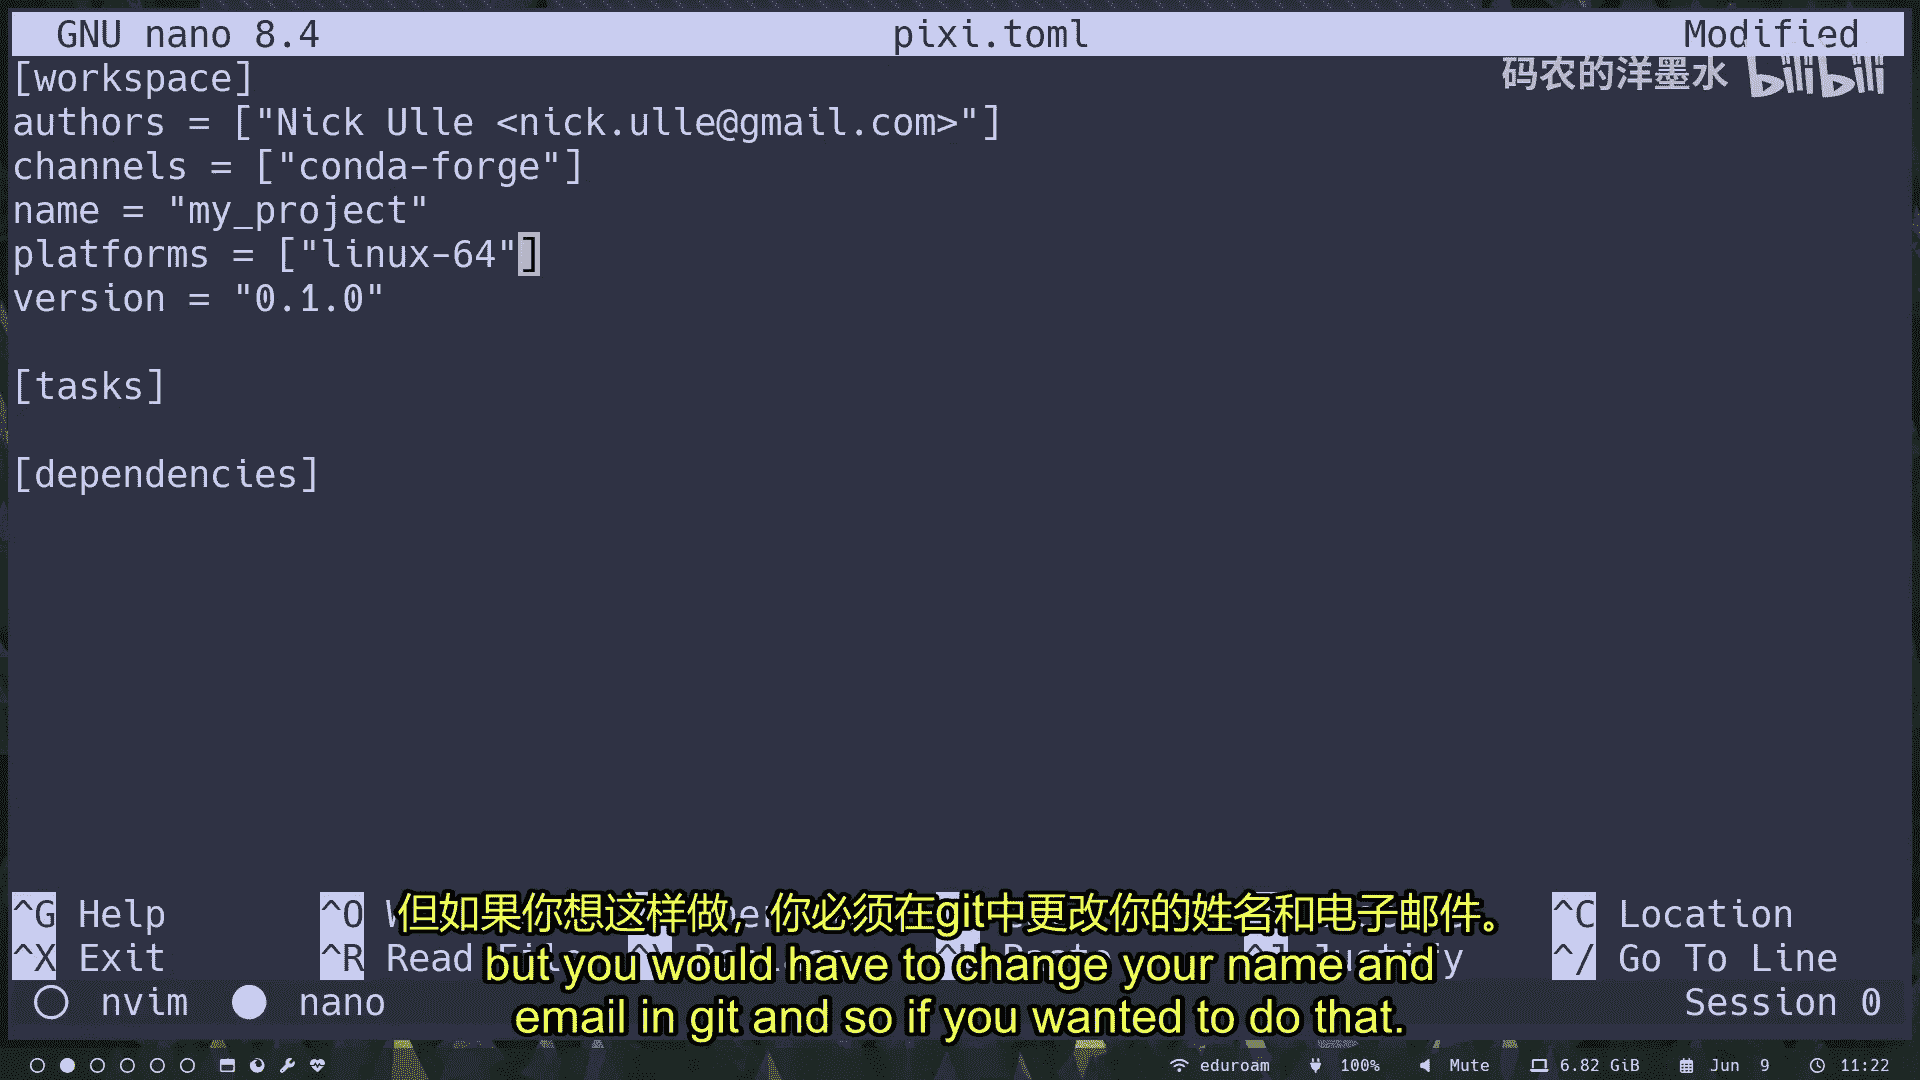 GNU nano 8.4 pixi.toml Modified
码农的洋墨水 bilibili
[workspace]
authors = ["Nick Ulle <nick.ulle@gmail.com>"]
channels = ["conda-forge"]
name = "my_project"
platforms = ["linux-64"]
version = "0.1.0"
[tasks]
[dependencies]
^G Help ^O ^C Location
但如果你想这样做，你必须在git中更改你的姓名和电子邮件。
^X Exit ^R Read File Paste ^J Justify ^/ Go To Line
but you would have to change your name and
email in git and so if you wanted to do that.
nvim nano Session 0
eduroam 100% Mute 6.82 GiB Jun 9 11:22